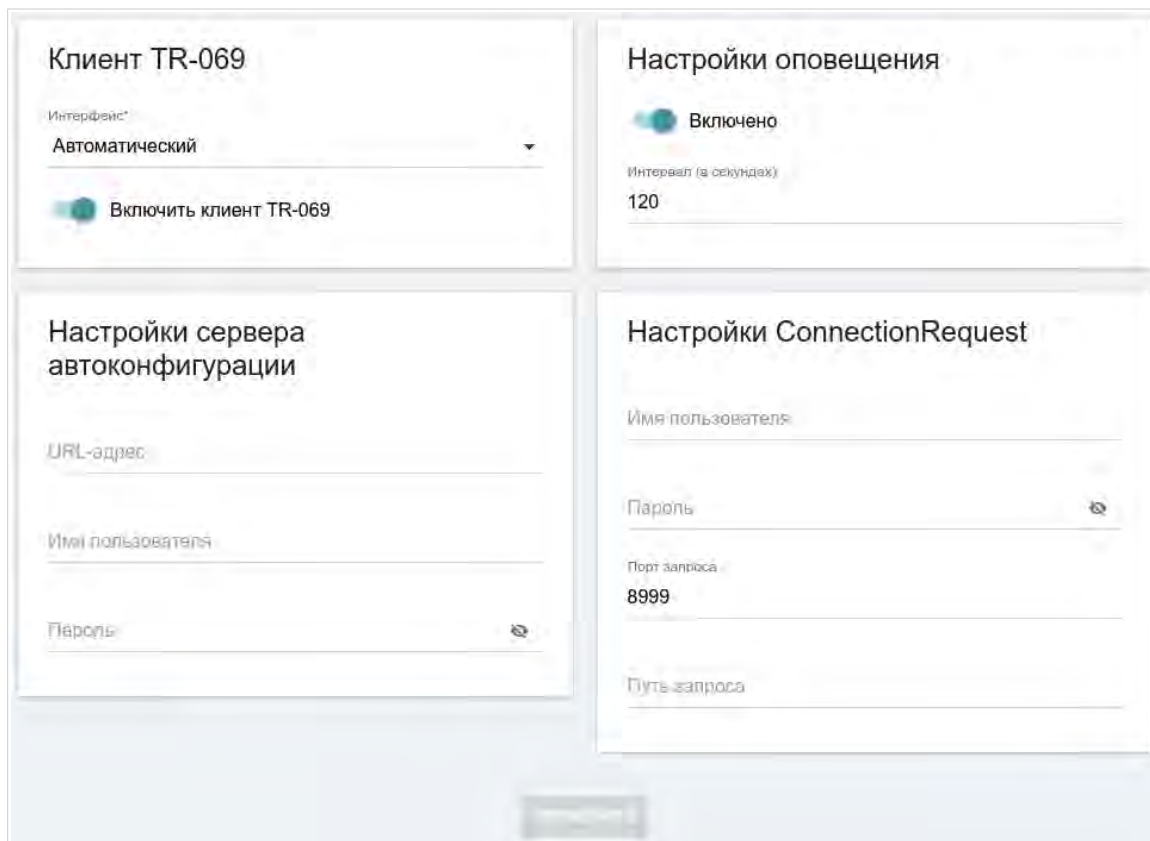 Клиент TR-069
Интерфейс*
Автоматический
Включить клиент TR-069
Настройки оповещения
Включено
Интервал (в секундах)
120
Настройки сервера
автоконфигурации
URL-адрес
Имя пользователя
Пароль
Настройки ConnectionRequest
Имя пользователя
Пароль
Порт запроса
8999
Путь запроса